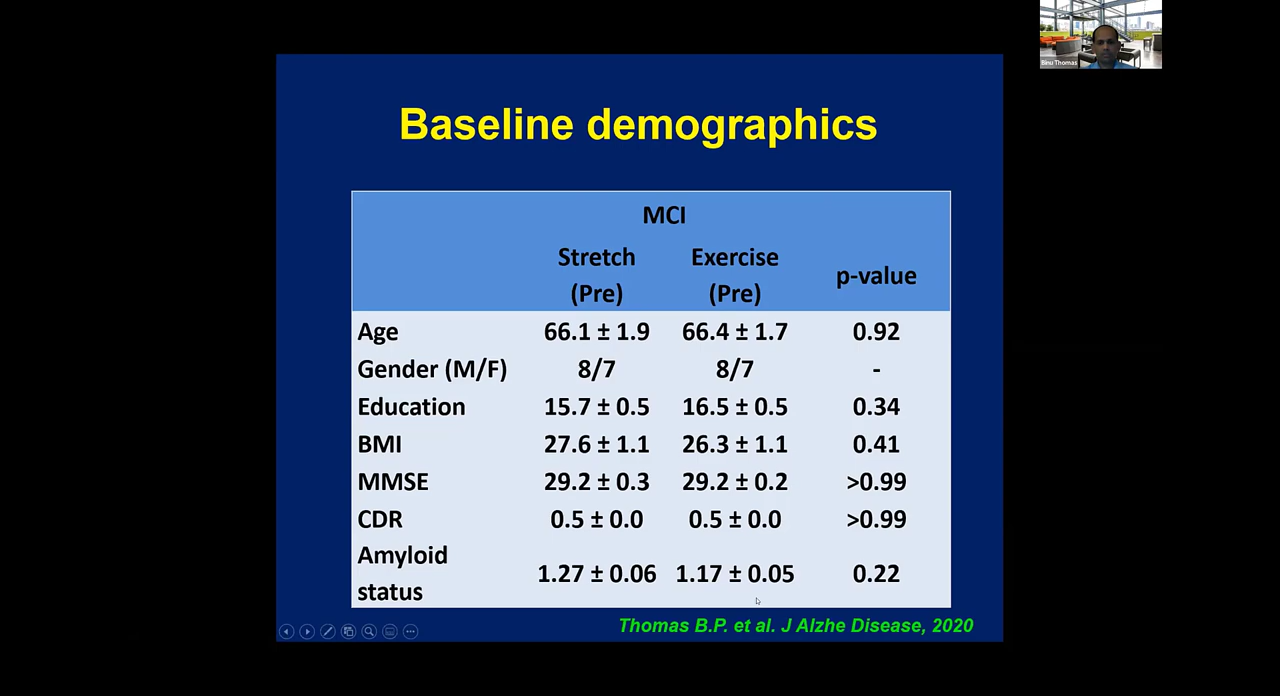 Binu Thomas
Baseline demographics
MCI
Stretch (Pre) Exercise (Pre) p-value
Age 66.1 ± 1.9 66.4 ± 1.7 0.92
Gender (M/F) 8/7 8/7 -
Education 15.7 ± 0.5 16.5 ± 0.5 0.34
BMI 27.6 ± 1.1 26.3 ± 1.1 0.41
MMSE 29.2 ± 0.3 29.2 ± 0.2 >0.99
CDR 0.5 ± 0.0 0.5 ± 0.0 >0.99
Amyloid status 1.27 ± 0.06 1.17 ± 0.05 0.22
Thomas B.P. et al. J Alzhe Disease, 2020